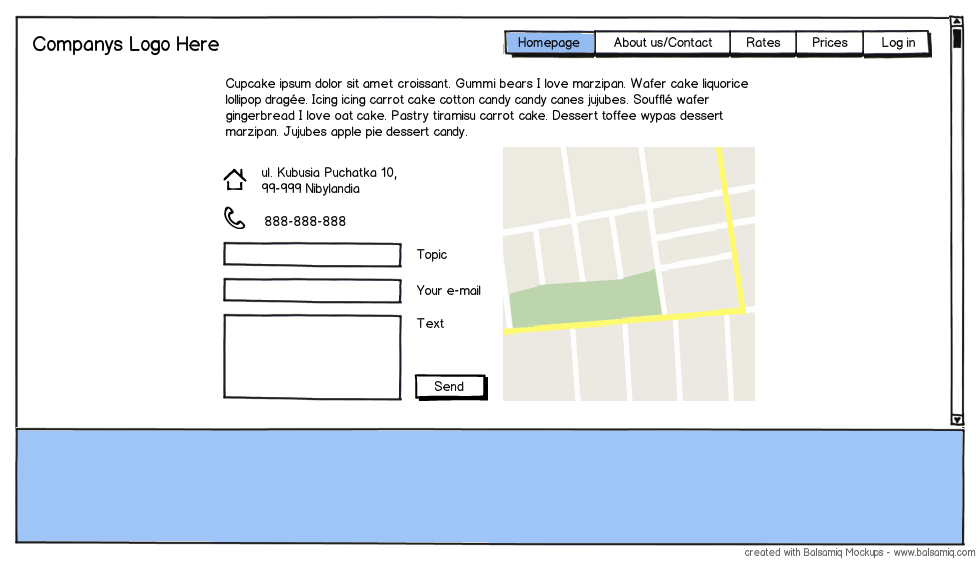 Companys Logo Here
Homepage About us/Contact Rates Prices Log in
Cupcake ipsum dolor sit amet croissant. Gummi bears I love marzipan. Wafer cake liquorice
lollipop dragée. Icing icing carrot cake cotton candy candy canes jujubes. Soufflé wafer
gingerbread I love oat cake. Pastry tiramisu carrot cake. Dessert toffee wypas dessert
marzipan. Jujubes apple pie dessert candy.
ul. Kubusia Puchatka 10,
99-999 Nibylandia
888-888-888
Topic
Your e-mail
Text
Send
created with Balsamiq Mockups - www.balsamiq.com